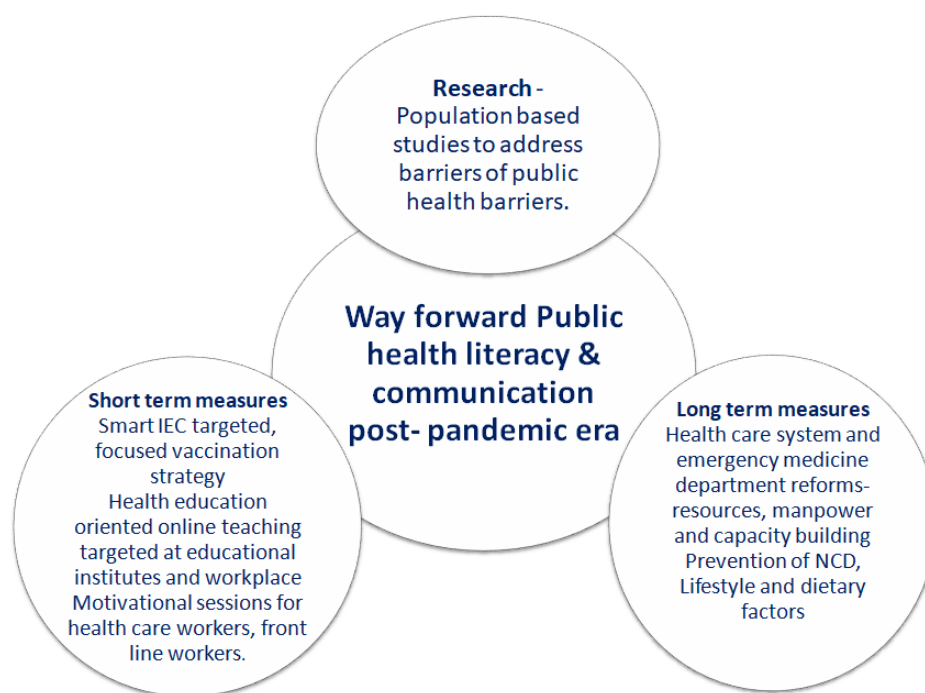 Research -
Population based
studies to address
barriers of public
health barriers.
Way forward Public
health literacy &
communication
post- pandemic era
Short term measures
Smart IEC targeted,
focused vaccination
strategy
Health education
oriented online teaching
targeted at educational
institutes and workplace
Motivational sessions for
health care workers, front
line workers.
Long term measures
Health care system and
emergency medicine
department reforms-
resources, manpower
and capacity building
Prevention of NCD,
Lifestyle and dietary
factors